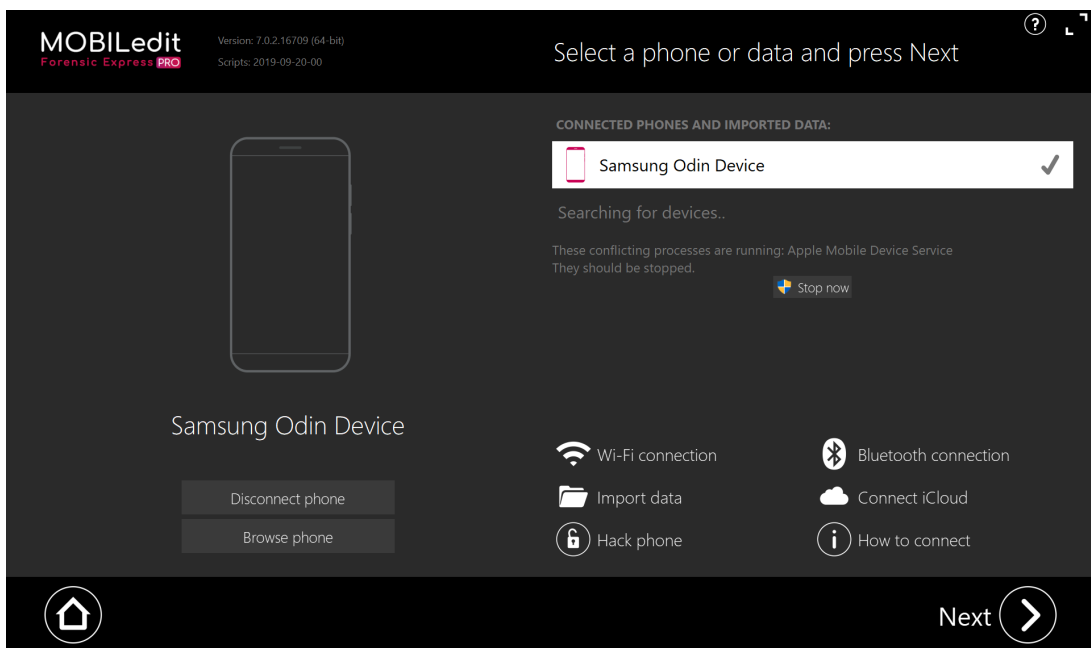 MOBILedit
Forensic Express PRO
Version: 7.0.2.16709 (64-bit)
Scripts: 2019-09-20-00
Select a phone or data and press Next
?
CONNECTED PHONES AND IMPORTED DATA:
Samsung Odin Device
Searching for devices..
These conflicting processes are running: Apple Mobile Device Service
They should be stopped.
Stop now
Samsung Odin Device
Disconnect phone
Browse phone
Wi-Fi connection
Bluetooth connection
Import data
Connect iCloud
Hack phone
i
How to connect
Next